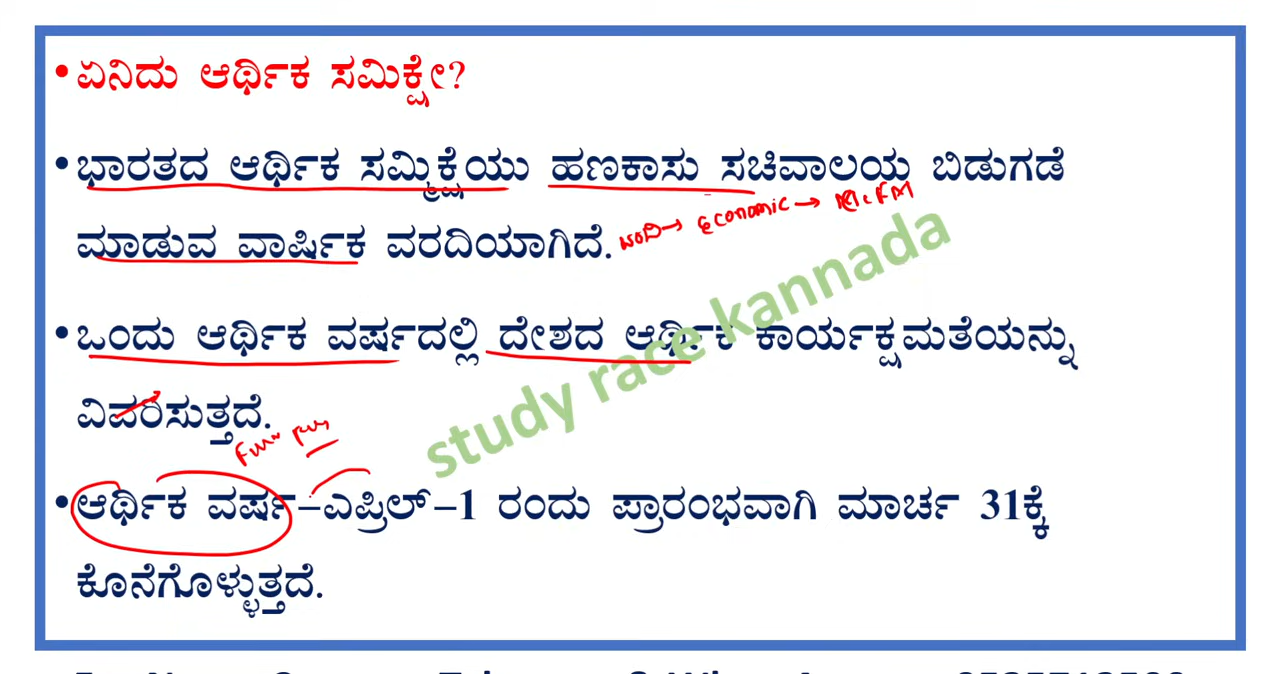 •ಏನಿದು ಆರ್ಥಿಕ ಸಮಿಕ್ಷೇ?
•ಭಾರತದ ಆರ್ಥಿಕ ಸಮ್ಮಿಕ್ಷೆಯು ಹಣಕಾಸು ಸಚಿವಾಲಯ ಬಿಡುಗಡೆ
ಮಾಡುವ ವಾರ್ಷಿಕ ವರದಿಯಾಗಿದೆ.
→ Economic →
•ಒಂದು ಆರ್ಥಿಕ ವರ್ಷದಲ್ಲಿ ದೇಶದ ಆರ್ಥಿಕ ಕಾರ್ಯಕ್ಷಮತೆಯನ್ನು
ವಿವರಿಸುತ್ತದೆ.
study race kannada
•ಆರ್ಥಿಕ ವರ್ಷ–ಎಪ್ರಿಲ್–1 ರಂದು ಪ್ರಾರಂಭವಾಗಿ ಮಾರ್ಚ 31ಕ್ಕೆ
ಕೊನೆಗೊಳ್ಳುತ್ತದೆ.